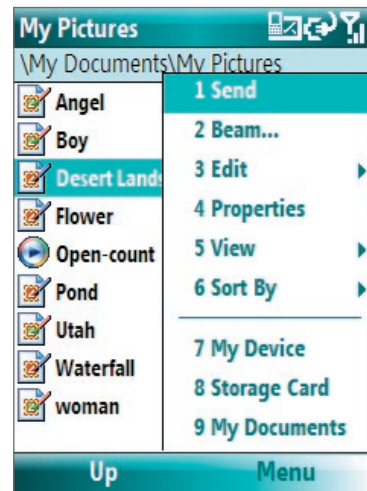 My Pictures
\My Documents\My Pictures
Angel
Boy
Desert Lands
Flower
Open-count
Pond
Utah
Waterfall
woman
1 Send
2 Beam...
3 Edit
4 Properties
5 View
6 Sort By
7 My Device
8 Storage Card
9 My Documents
Up
Menu